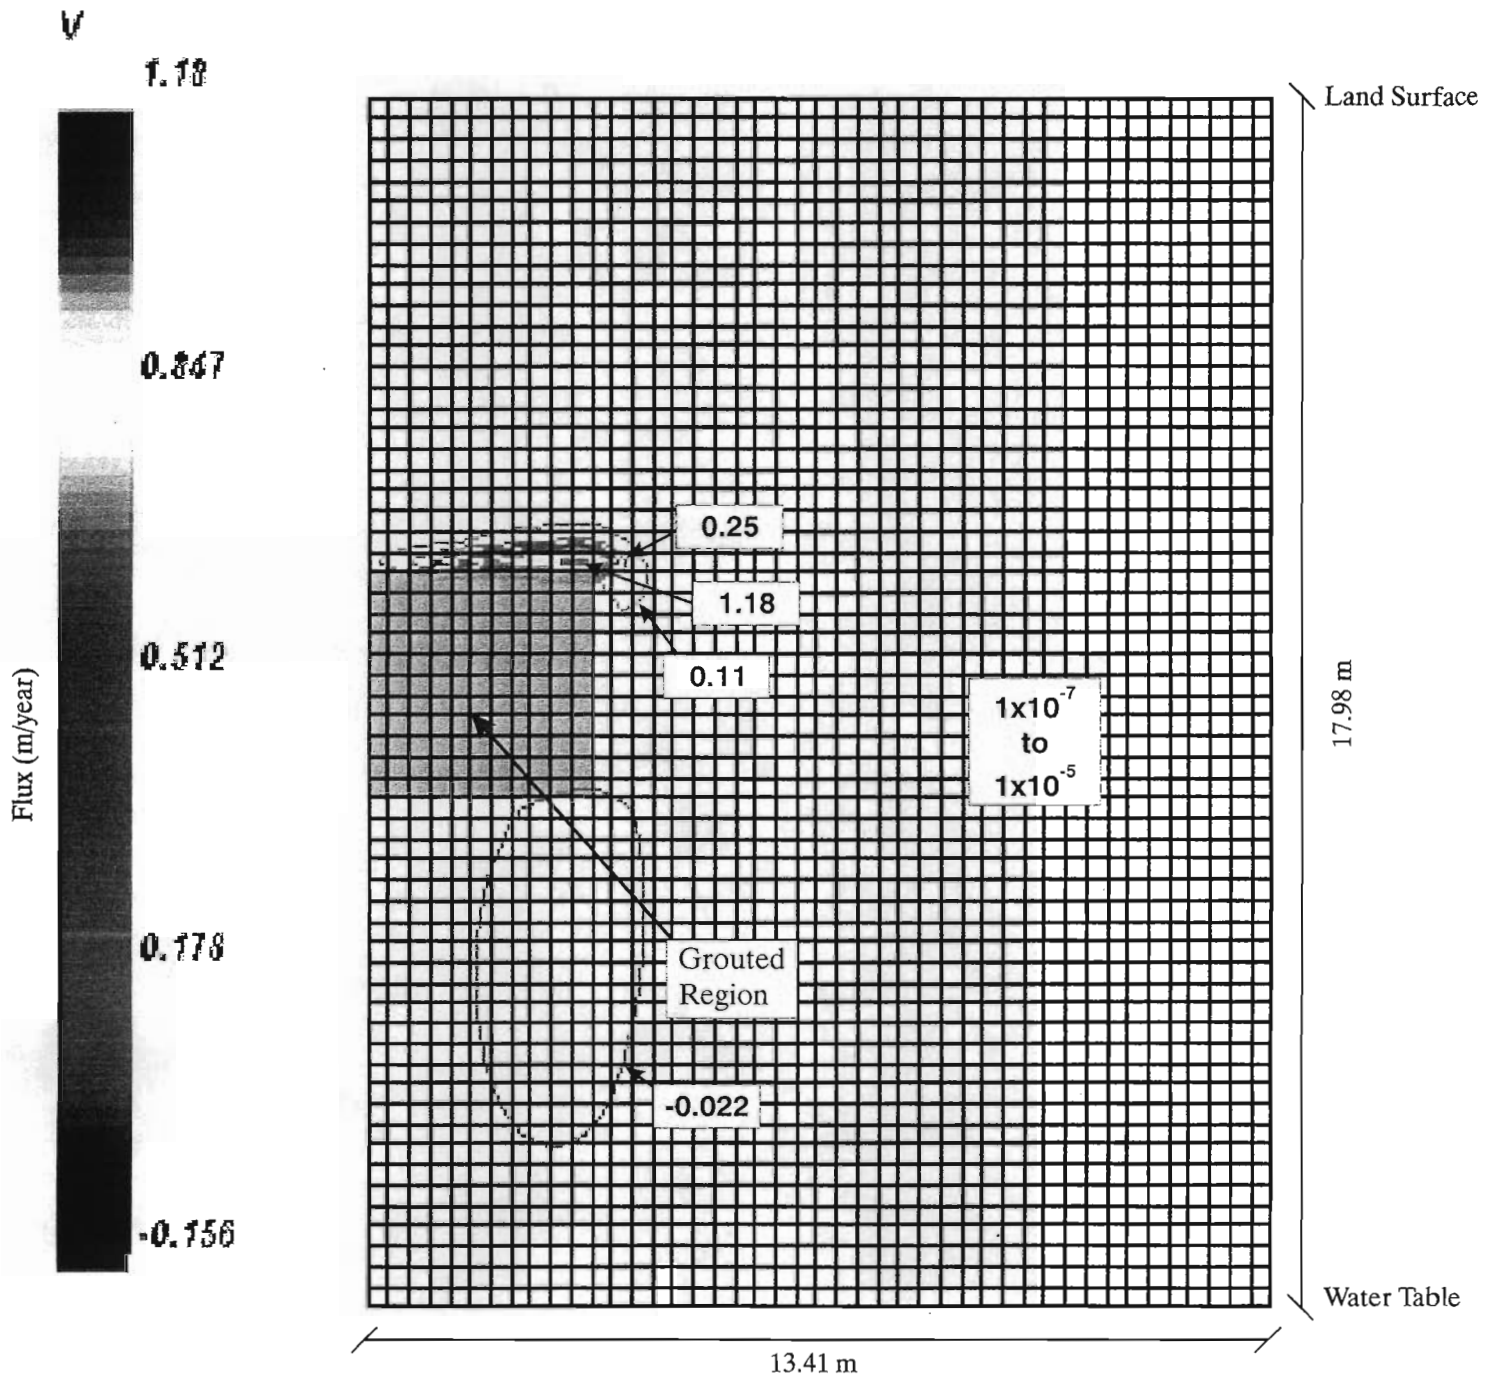 V
1.18
0.847
0.512
0.178
-0.156
Flux (m/year)
Land Surface
0.25
1.18
0.11
1x10⁻⁷
to
1x10⁻⁵
17.98 m
Grouted
Region
-0.022
Water Table
13.41 m